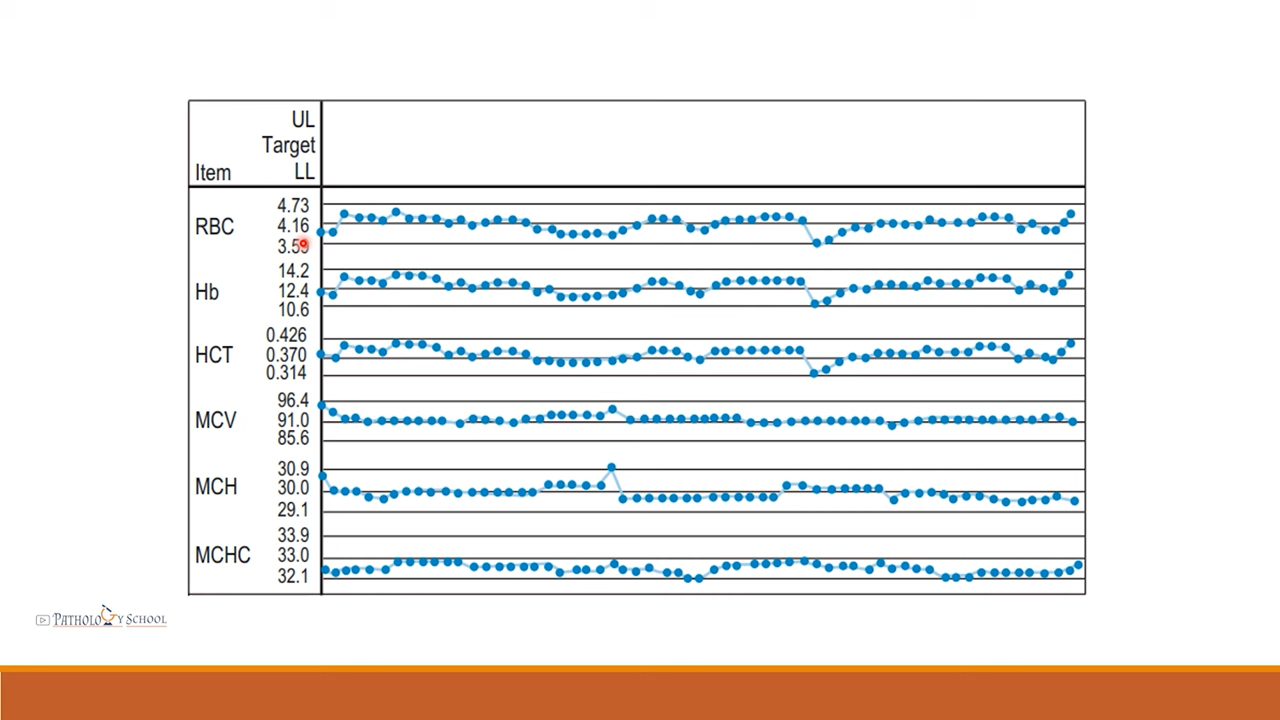 UL
Target
Item LL
4.73
RBC 4.16
3.59
14.2
Hb 12.4
10.6
0.426
HCT 0.370
0.314
96.4
MCV 91.0
85.6
30.9
MCH 30.0
29.1
33.9
MCHC 33.0
32.1
PATHOLOGY SCHOOL